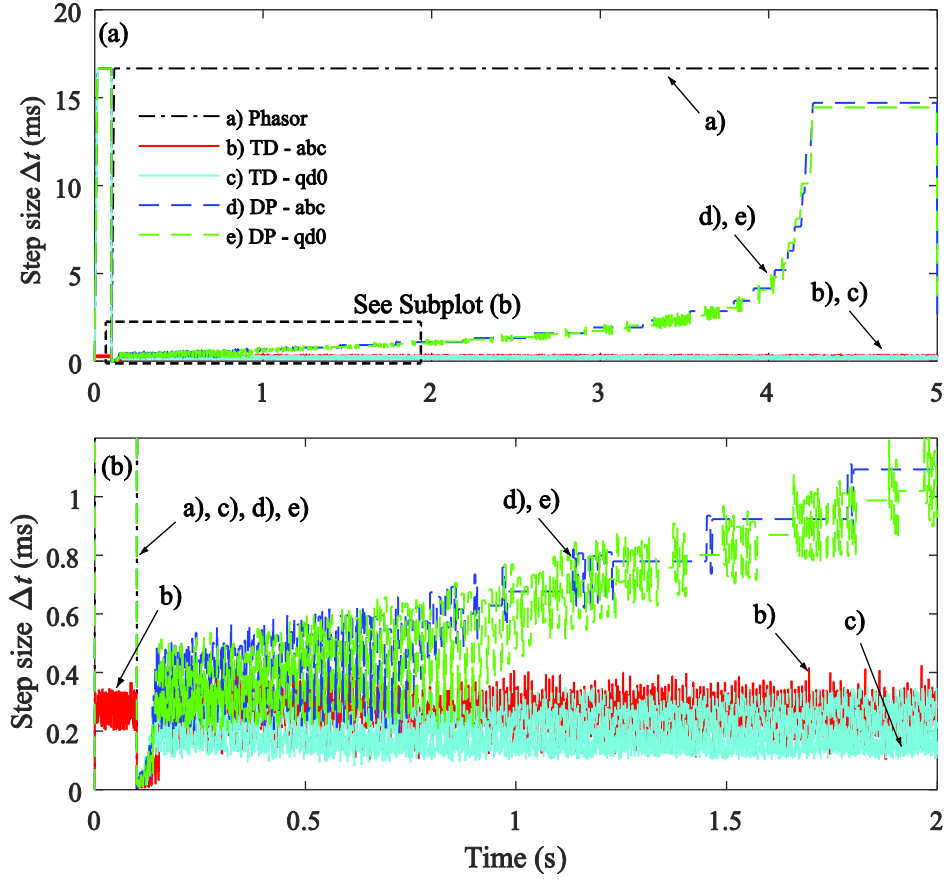 (a)
20
15
10
5
0
Step size Δt (ms)
a) Phasor
b) TD - abc
c) TD - qd0
d) DP - abc
e) DP - qd0
a)
d), e)
b), c)
See Subplot (b)
0 1 2 3 4 5
(b)
1
0.8
0.6
0.4
0.2
0
Step size Δt (ms)
a), c), d), e)
d), e)
b)
b)
c)
0 0.5 1 1.5 2
Time (s)